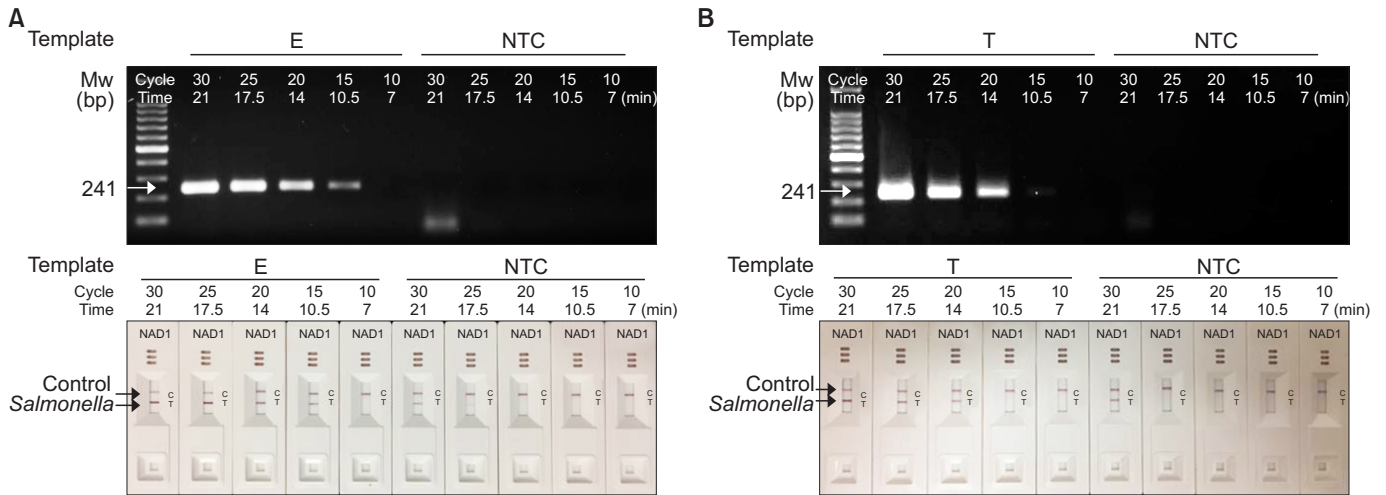 A
Template E NTC
Mw (bp)
Cycle 30 25 20 15 10 30 25 20 15 10
Time 21 17.5 14 10.5 7 21 17.5 14 10.5 7 (min)
241
Template E NTC
Cycle 30 25 20 15 10 30 25 20 15 10
Time 21 17.5 14 10.5 7 21 17.5 14 10.5 7 (min)
NAD1 NAD1 NAD1 NAD1 NAD1 NAD1 NAD1 NAD1 NAD1 NAD1
Control C C C C C C C C C C
Salmonella T T T T T T T T T T
B
Template T NTC
Mw (bp)
Cycle 30 25 20 15 10 30 25 20 15 10
Time 21 17.5 14 10.5 7 21 17.5 14 10.5 7 (min)
241
Template T NTC
Cycle 30 25 20 15 10 30 25 20 15 10
Time 21 17.5 14 10.5 7 21 17.5 14 10.5 7 (min)
NAD1 NAD1 NAD1 NAD1 NAD1 NAD1 NAD1 NAD1 NAD1 NAD1
Control C C C C C C C C C C
Salmonella T T T T T T T T T T